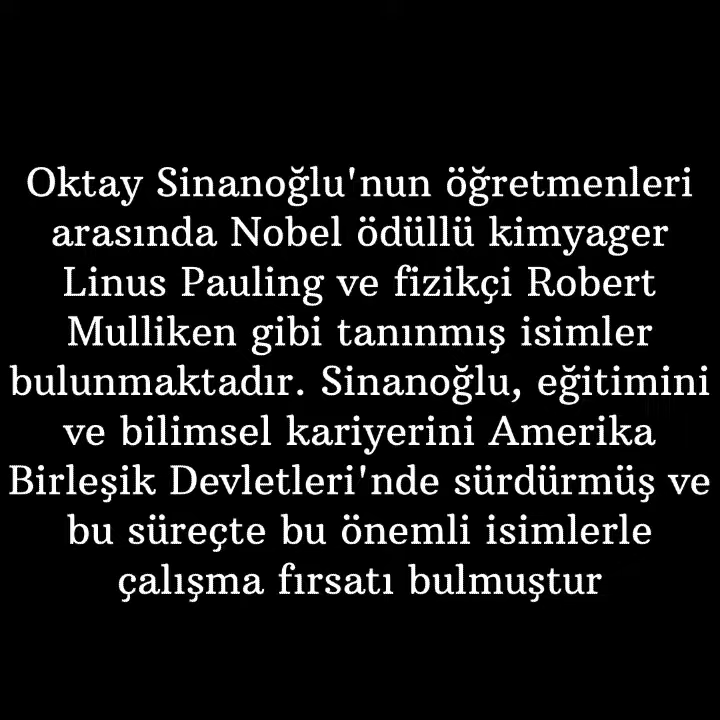 Oktay Sinanoğlu'nun öğretmenleri
arasında Nobel ödüllü kimyager
Linus Pauling ve fizikçi Robert
Mulliken gibi tanınmış isimler
bulunmaktadır. Sinanoğlu, eğitimini
ve bilimsel kariyerini Amerika
Birleşik Devletleri'nde sürdürmüş ve
bu süreçte bu önemli isimlerle
çalışma fırsatı bulmuştur